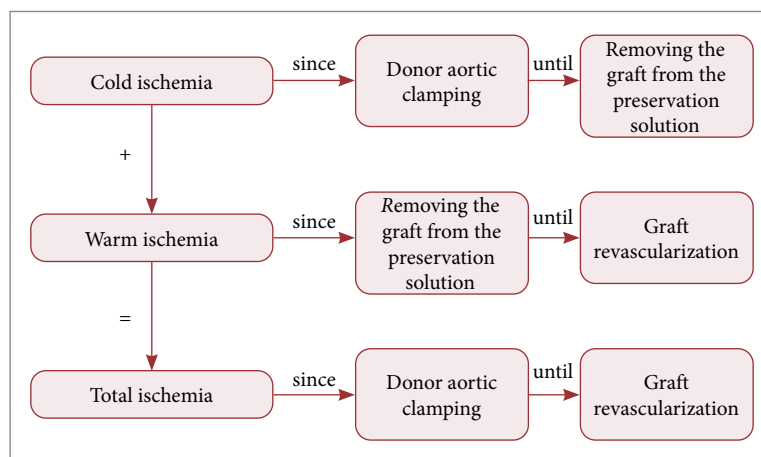 Cold ischemia
since
Donor aortic
clamping
until
Removing the
graft from the
preservation
solution
+
Warm ischemia
since
Removing the
graft from the
preservation
solution
until
Graft
revascularization
=
Total ischemia
since
Donor aortic
clamping
until
Graft
revascularization